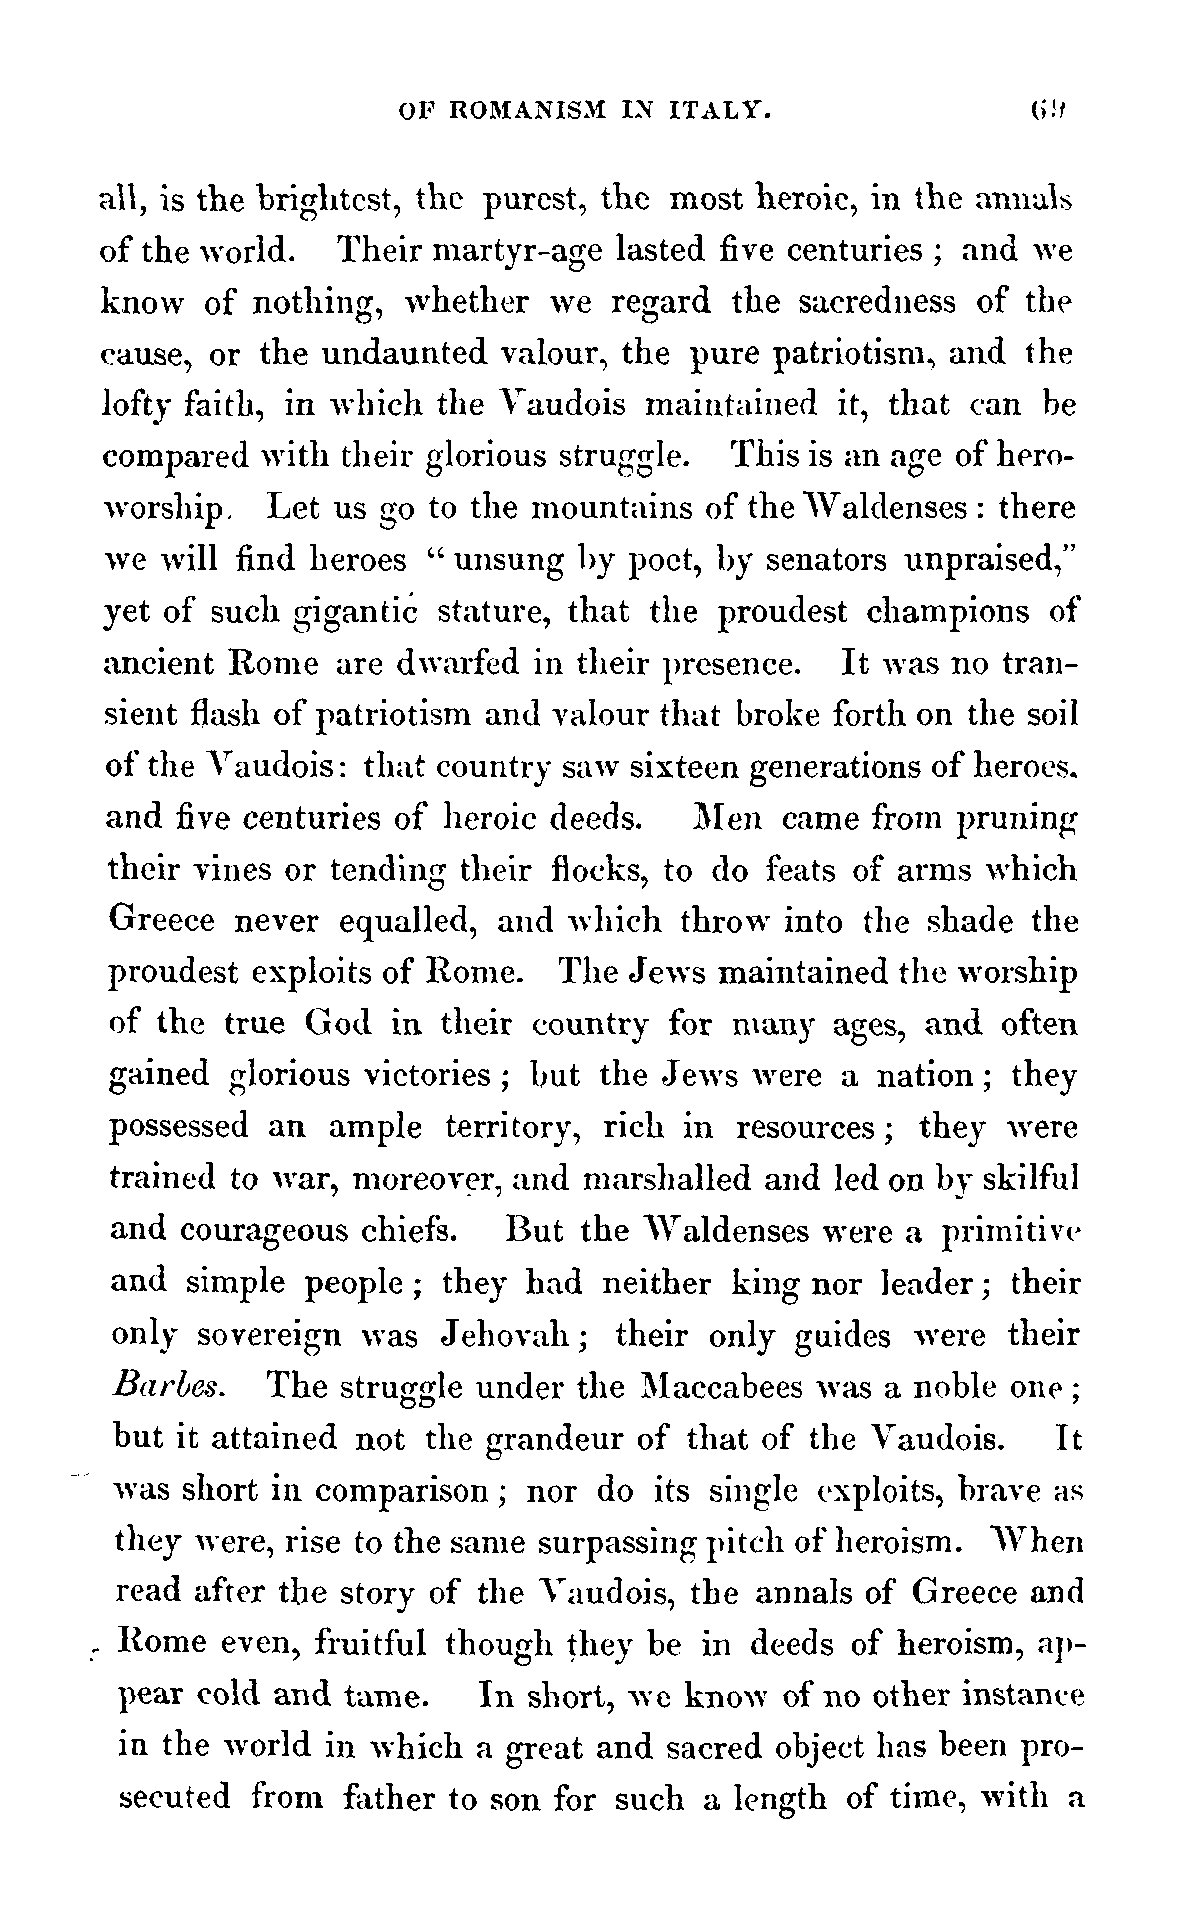 OF ROMANISM IN ITALY. 69
all, is the brightest, the purest, the most heroic, in the annals
of the world. Their martyr-age lasted five centuries ; and we
know of nothing, whether we regard the sacredness of the
cause, or the undaunted valour, the pure patriotism, and the
lofty faith, in which the Vaudois maintained it, that can be
compared with their glorious struggle. This is an age of hero-
worship. Let us go to the mountains of the Waldenses : there
we will find heroes “ unsung by poet, by senators unpraised,”
yet of such gigantic stature, that the proudest champions of
ancient Rome are dwarfed in their presence. It was no tran-
sient flash of patriotism and valour that broke forth on the soil
of the Vaudois: that country saw sixteen generations of heroes.
and five centuries of heroic deeds. Men came from pruning
their vines or tending their flocks, to do feats of arms which
Greece never equalled, and which throw into the shade the
proudest exploits of Rome. The Jews maintained the worship
of the true God in their country for many ages, and often
gained glorious victories ; but the Jews were a nation ; they
possessed an ample territory, rich in resources ; they were
trained to war, moreover, and marshalled and led on by skilful
and courageous chiefs. But the Waldenses were a primitive
and simple people ; they had neither king nor leader ; their
only sovereign was Jehovah ; their only guides were their
Barbes. The struggle under the Maccabees was a noble one ;
but it attained not the grandeur of that of the Vaudois. It
was short in comparison ; nor do its single exploits, brave as
they were, rise to the same surpassing pitch of heroism. When
read after the story of the Vaudois, the annals of Greece and
Rome even, fruitful though they be in deeds of heroism, ap-
pear cold and tame. In short, we know of no other instance
in the world in which a great and sacred object has been pro-
secuted from father to son for such a length of time, with a